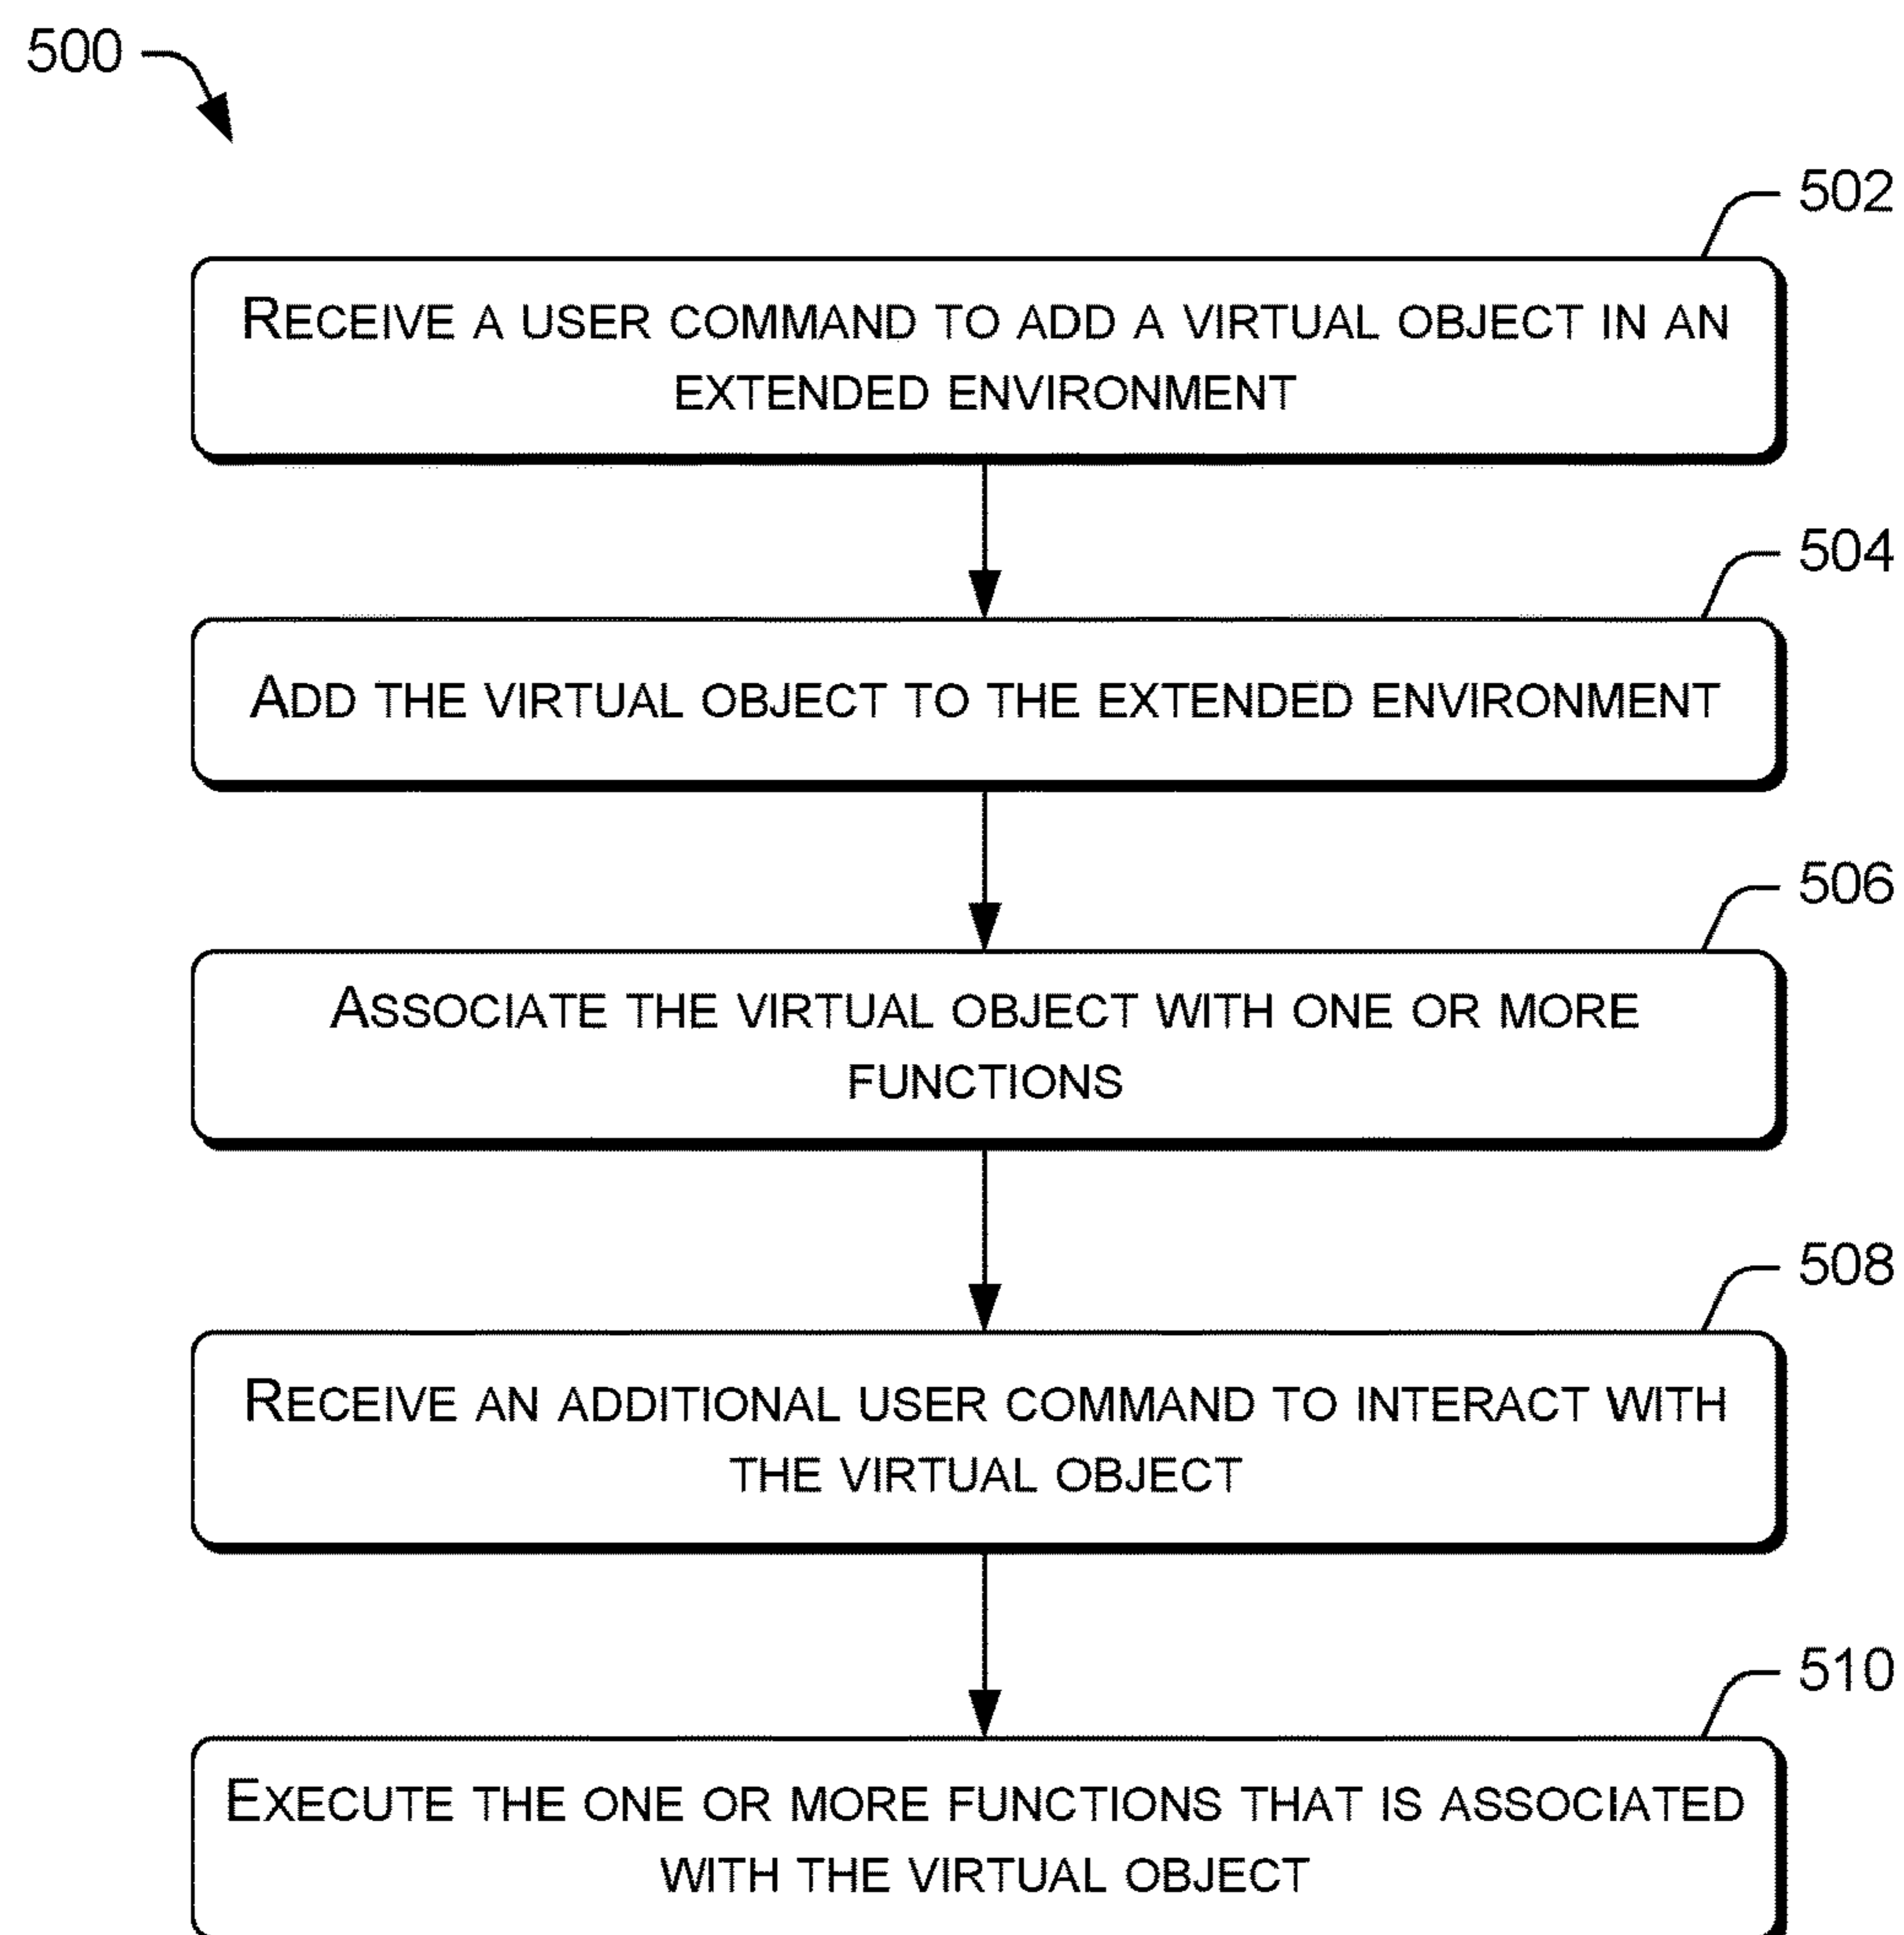 500
502
RECEIVE A USER COMMAND TO ADD A VIRTUAL OBJECT IN AN
EXTENDED ENVIRONMENT
504
ADD THE VIRTUAL OBJECT TO THE EXTENDED ENVIRONMENT
506
ASSOCIATE THE VIRTUAL OBJECT WITH ONE OR MORE
FUNCTIONS
508
RECEIVE AN ADDITIONAL USER COMMAND TO INTERACT WITH
THE VIRTUAL OBJECT
510
EXECUTE THE ONE OR MORE FUNCTIONS THAT IS ASSOCIATED
WITH THE VIRTUAL OBJECT